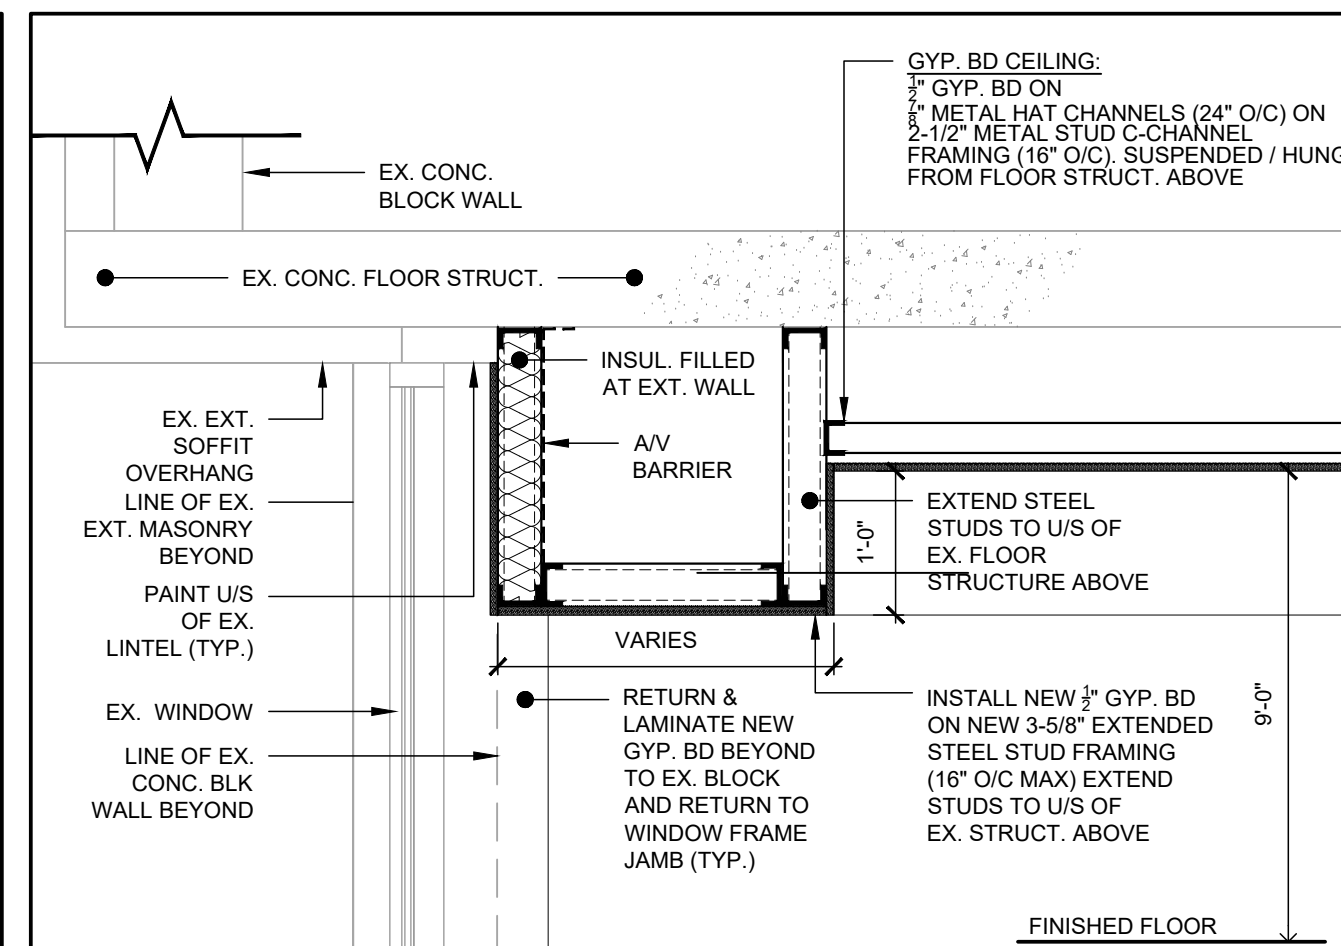 GYP. BD CEILING:
1/2" GYP. BD ON
7/8" METAL HAT CHANNELS (24" O/C) ON
2-1/2" METAL STUD C-CHANNEL
FRAMING (16" O/C). SUSPENDED / HUNG
FROM FLOOR STRUCT. ABOVE
EX. CONC.
BLOCK WALL
EX. CONC. FLOOR STRUCT.
INSUL. FILLED
AT EXT. WALL
A/V
BARRIER
EX. EXT.
SOFFIT
OVERHANG
LINE OF EX.
EXT. MASONRY
BEYOND
PAINT U/S
OF EX.
LINTEL (TYP.)
EX. WINDOW
LINE OF EX.
CONC. BLK
WALL BEYOND
EXTEND STEEL
STUDS TO U/S OF
EX. FLOOR
STRUCTURE ABOVE
1'-0"
VARIES
RETURN &
LAMINATE NEW
GYP. BD BEYOND
TO EX. BLOCK
AND RETURN TO
WINDOW FRAME
JAMB (TYP.)
INSTALL NEW 1/2" GYP. BD
ON NEW 3-5/8" EXTENDED
STEEL STUD FRAMING
(16" O/C MAX) EXTEND
STUDS TO U/S OF
EX. STRUCT. ABOVE
9'-0"
FINISHED FLOOR